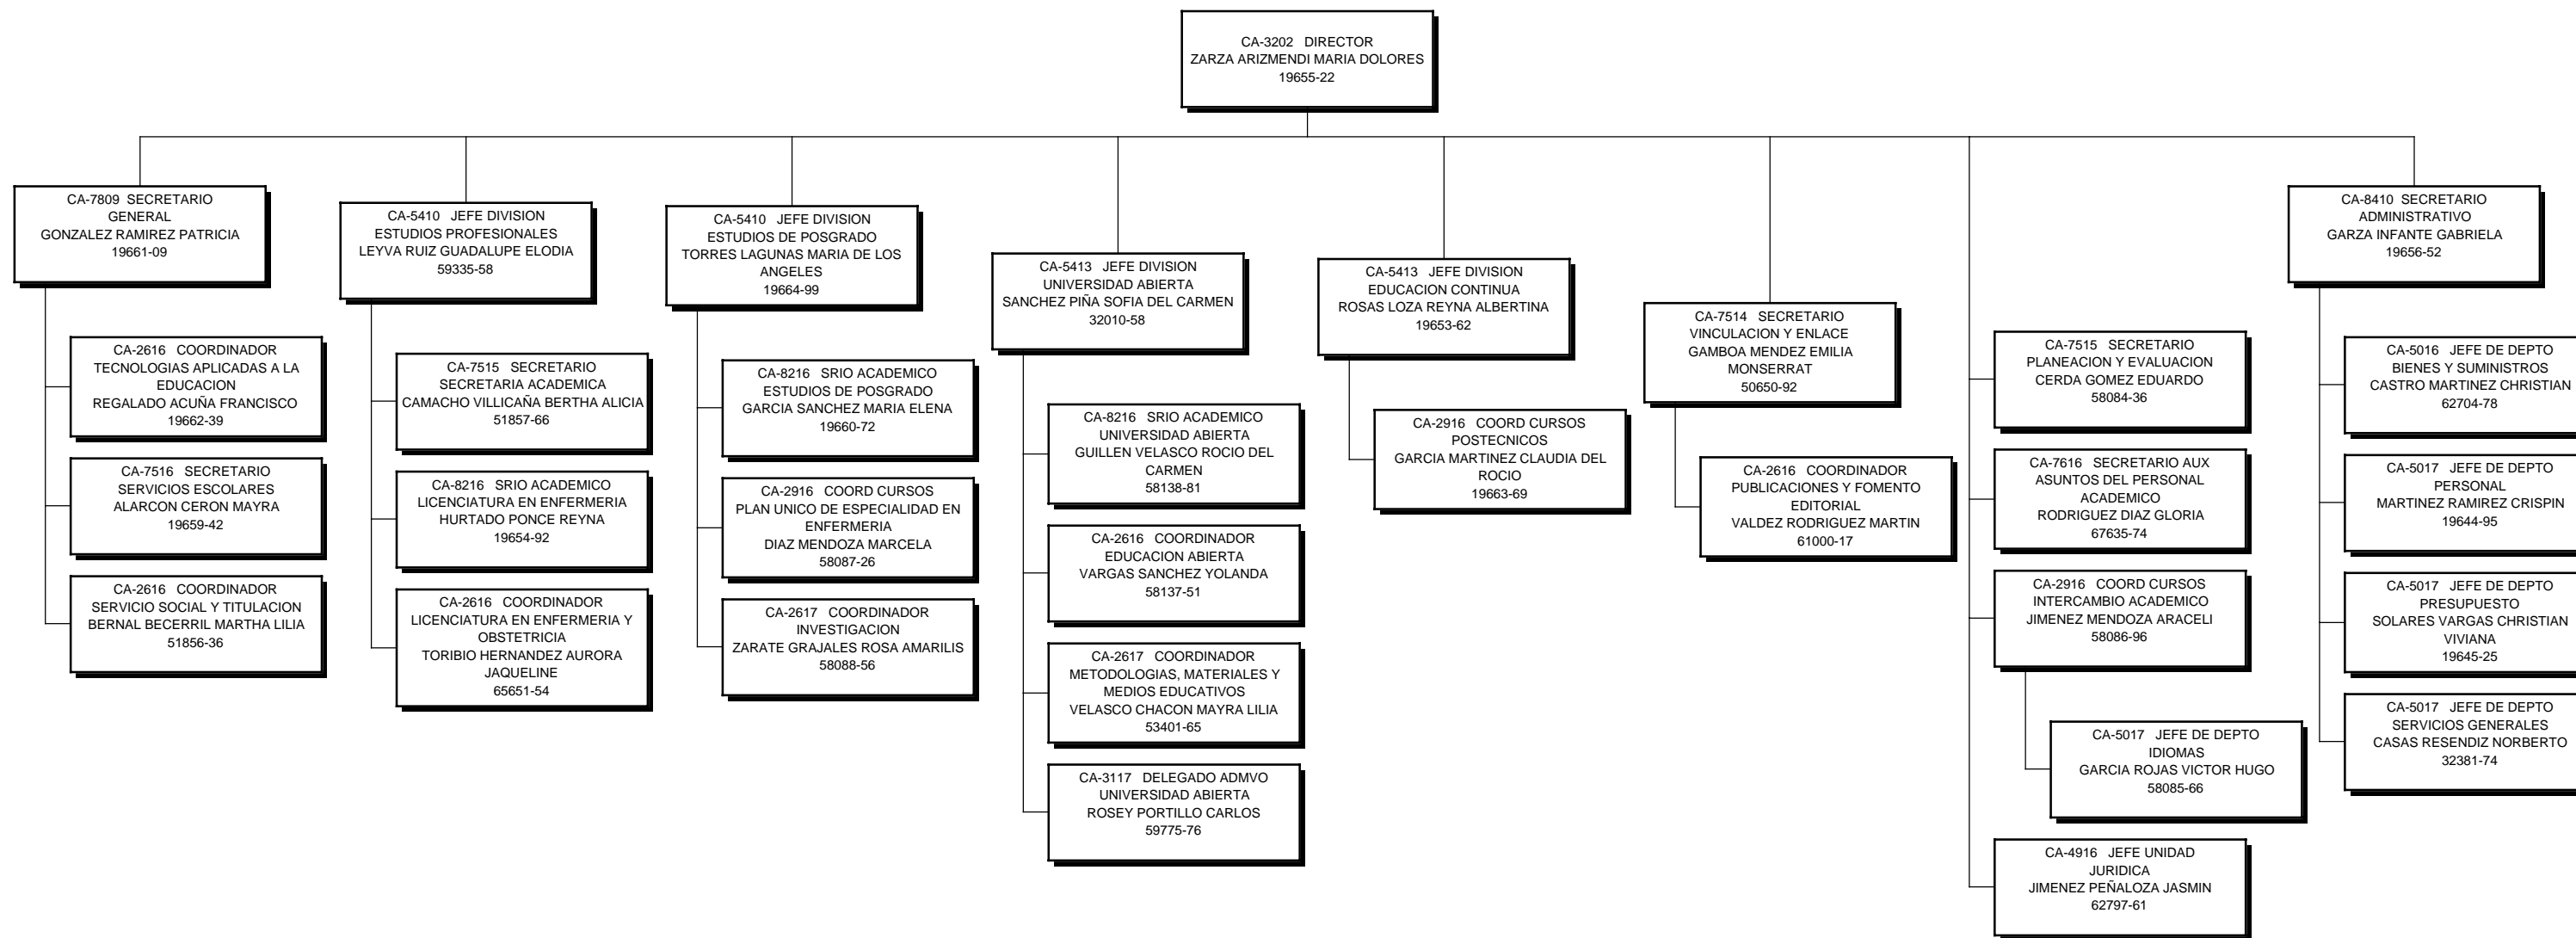 CA-3202 DIRECTOR
ZARZA ARIZMENDI MARIA DOLORES
19655-22
CA-7809 SECRETARIO
GENERAL
GONZALEZ RAMIREZ PATRICIA
19661-09
CA-2616 COORDINADOR
TECNOLOGIAS APLICADAS A LA
EDUCACION
REGALADO ACUÑA FRANCISCO
19662-39
CA-7516 SECRETARIO
SERVICIOS ESCOLARES
ALARCON CERON MAYRA
19659-42
CA-2616 COORDINADOR
SERVICIO SOCIAL Y TITULACION
BERNAL BECERRIL MARTHA LILIA
51856-36
CA-5410 JEFE DIVISION
ESTUDIOS PROFESIONALES
LEYVA RUIZ GUADALUPE ELODIA
59335-58
CA-7515 SECRETARIO
SECRETARIA ACADEMICA
CAMACHO VILLICAÑA BERTHA ALICIA
51857-66
CA-8216 SRIO ACADEMICO
LICENCIATURA EN ENFERMERIA
HURTADO PONCE REYNA
19654-92
CA-2616 COORDINADOR
LICENCIATURA EN ENFERMERIA Y
OBSTETRICIA
TORIBIO HERNANDEZ AURORA
JAQUELINE
65651-54
CA-5410 JEFE DIVISION
ESTUDIOS DE POSGRADO
TORRES LAGUNAS MARIA DE LOS
ANGELES
19664-99
CA-8216 SRIO ACADEMICO
ESTUDIOS DE POSGRADO
GARCIA SANCHEZ MARIA ELENA
19660-72
CA-2916 COORD CURSOS
PLAN UNICO DE ESPECIALIDAD EN
ENFERMERIA
DIAZ MENDOZA MARCELA
58087-26
CA-2617 COORDINADOR
INVESTIGACION
ZARATE GRAJALES ROSA AMARILIS
58088-56
CA-5413 JEFE DIVISION
UNIVERSIDAD ABIERTA
SANCHEZ PIÑA SOFIA DEL CARMEN
32010-58
CA-8216 SRIO ACADEMICO
UNIVERSIDAD ABIERTA
GUILLEN VELASCO ROCIO DEL
CARMEN
58138-81
CA-2616 COORDINADOR
EDUCACION ABIERTA
VARGAS SANCHEZ YOLANDA
58137-51
CA-2617 COORDINADOR
METODOLOGIAS, MATERIALES Y
MEDIOS EDUCATIVOS
VELASCO CHACON MAYRA LILIA
53401-65
CA-3117 DELEGADO ADMVO
UNIVERSIDAD ABIERTA
ROSEY PORTILLO CARLOS
59775-76
CA-5413 JEFE DIVISION
EDUCACION CONTINUA
ROSAS LOZA REYNA ALBERTINA
19653-62
CA-2916 COORD CURSOS
POSTECNICOS
GARCIA MARTINEZ CLAUDIA DEL
ROCIO
19663-69
CA-7514 SECRETARIO
VINCULACION Y ENLACE
GAMBOA MENDEZ EMILIA
MONSERRAT
50650-92
CA-2616 COORDINADOR
PUBLICACIONES Y FOMENTO
EDITORIAL
VALDEZ RODRIGUEZ MARTIN
61000-17
CA-7515 SECRETARIO
PLANEACION Y EVALUACION
CERDA GOMEZ EDUARDO
58084-36
CA-7616 SECRETARIO AUX
ASUNTOS DEL PERSONAL
ACADEMICO
RODRIGUEZ DIAZ GLORIA
67635-74
CA-2916 COORD CURSOS
INTERCAMBIO ACADEMICO
JIMENEZ MENDOZA ARACELI
58086-96
CA-5017 JEFE DE DEPTO
IDIOMAS
GARCIA ROJAS VICTOR HUGO
58085-66
CA-4916 JEFE UNIDAD
JURIDICA
JIMENEZ PEÑALOZA JASMIN
62797-61
CA-8410 SECRETARIO
ADMINISTRATIVO
GARZA INFANTE GABRIELA
19656-52
CA-5016 JEFE DE DEPTO
BIENES Y SUMINISTROS
CASTRO MARTINEZ CHRISTIAN
62704-78
CA-5017 JEFE DE DEPTO
PERSONAL
MARTINEZ RAMIREZ CRISPIN
19644-95
CA-5017 JEFE DE DEPTO
PRESUPUESTO
SOLARES VARGAS CHRISTIAN
VIVIANA
19645-25
CA-5017 JEFE DE DEPTO
SERVICIOS GENERALES
CASAS RESENDIZ NORBERTO
32381-74